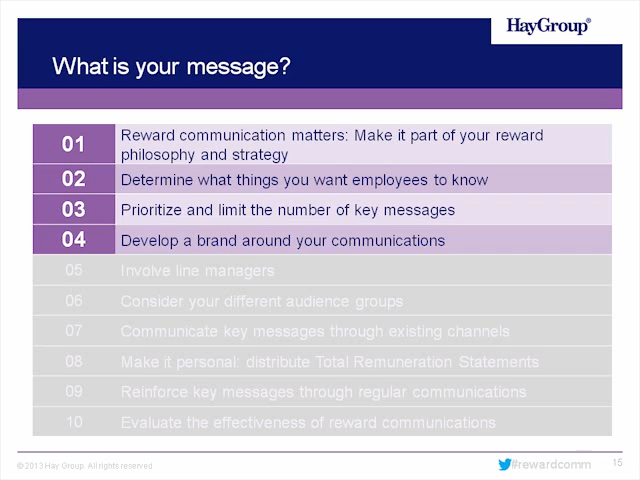 HayGroup®
What is your message?
01 Reward communication matters: Make it part of your reward
philosophy and strategy
02 Determine what things you want employees to know
03 Prioritize and limit the number of key messages
04 Develop a brand around your communications
05 Involve line managers
06 Consider your different audience groups
07 Communicate key messages through existing channels
08 Make it personal: distribute Total Remuneration Statements
09 Reinforce key messages through regular communications
10 Evaluate the effectiveness of reward communications
© 2013 Hay Group. All rights reserved
#rewardcomm
15